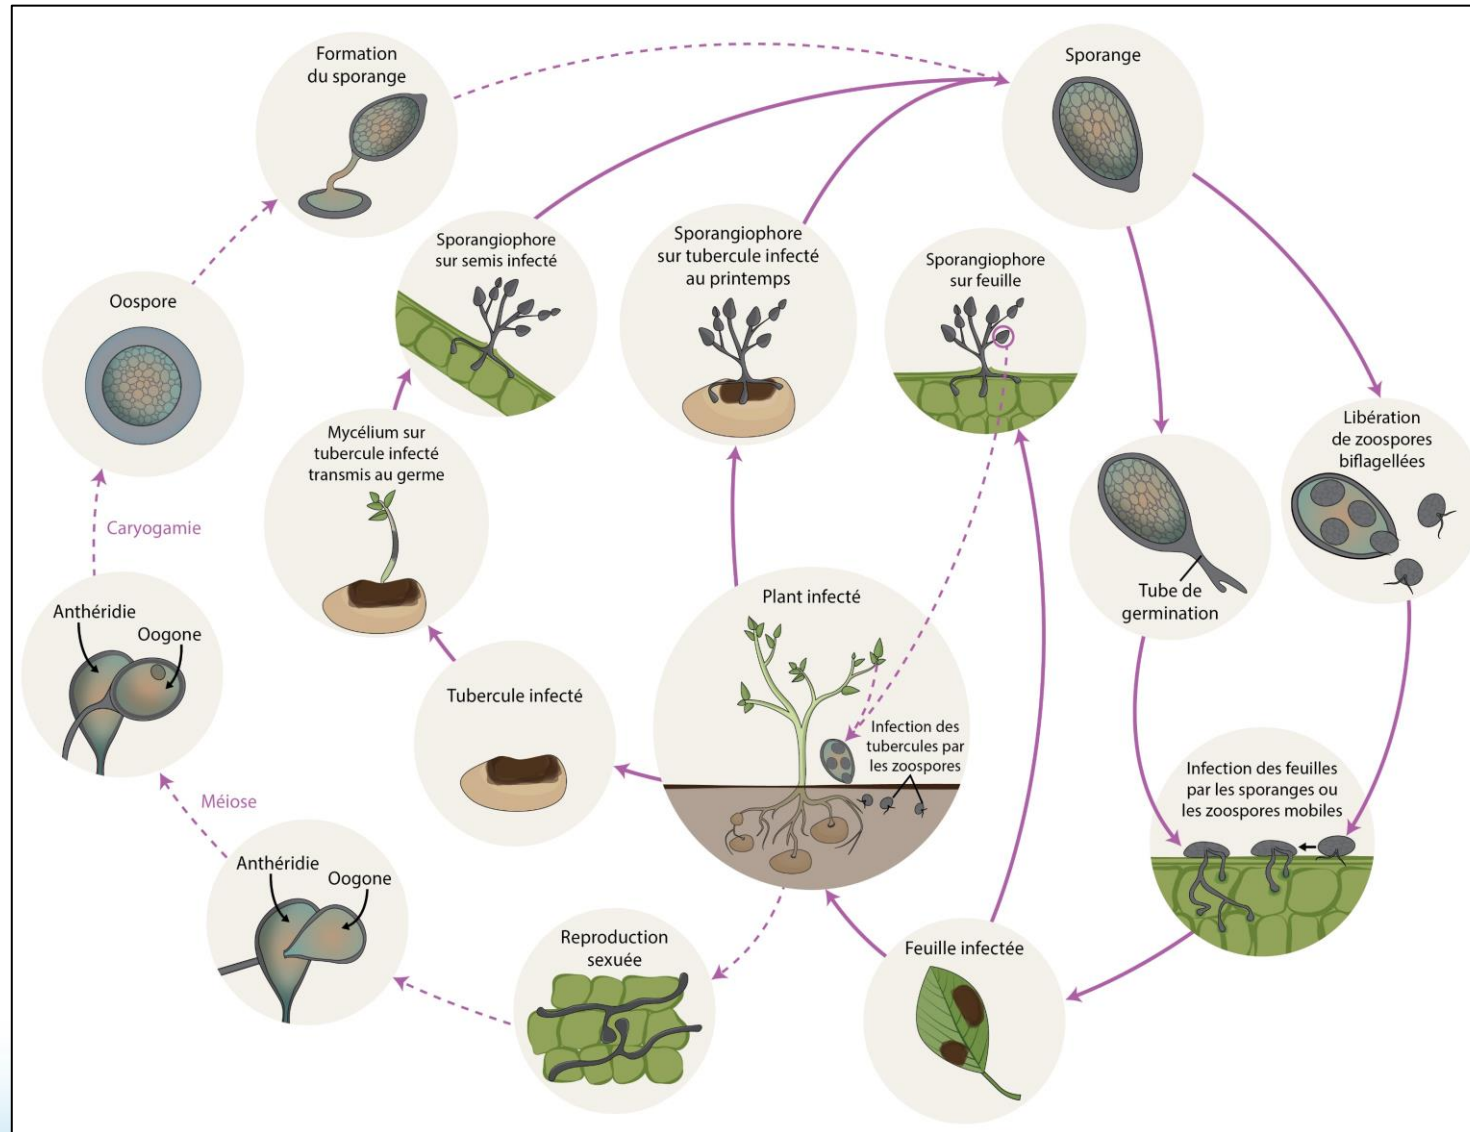 Formation
du sporange
Sporange
Sporangiophore
sur semis infecté
Sporangiophore
sur tubercule infecté
au printemps
Sporangiophore
sur feuille
Oospore
Libération
de zoospores
biflagellées
Mycélium sur
tubercule infecté
transmis au germe
Caryogamie
Tube de
germination
Plant infecté
Anthéridie
Oogone
Tubercule infecté
Infection des
tubercules par
les zoospores
Infection des feuilles
par les sporanges ou
les zoospores mobiles
Méiose
Anthéridie
Oogone
Reproduction
sexuée
Feuille infectée